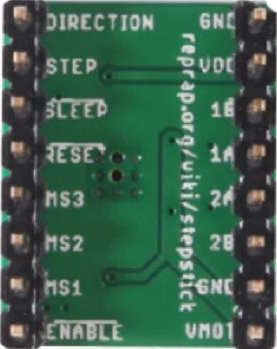 DIRECTION
STEP
SLEEP
RESET
MS3
MS2
MS1
ENABLE
reprap.org/wiki/stepstick
GND
VDD
1B
1A
2A
2B
GND
VMOT